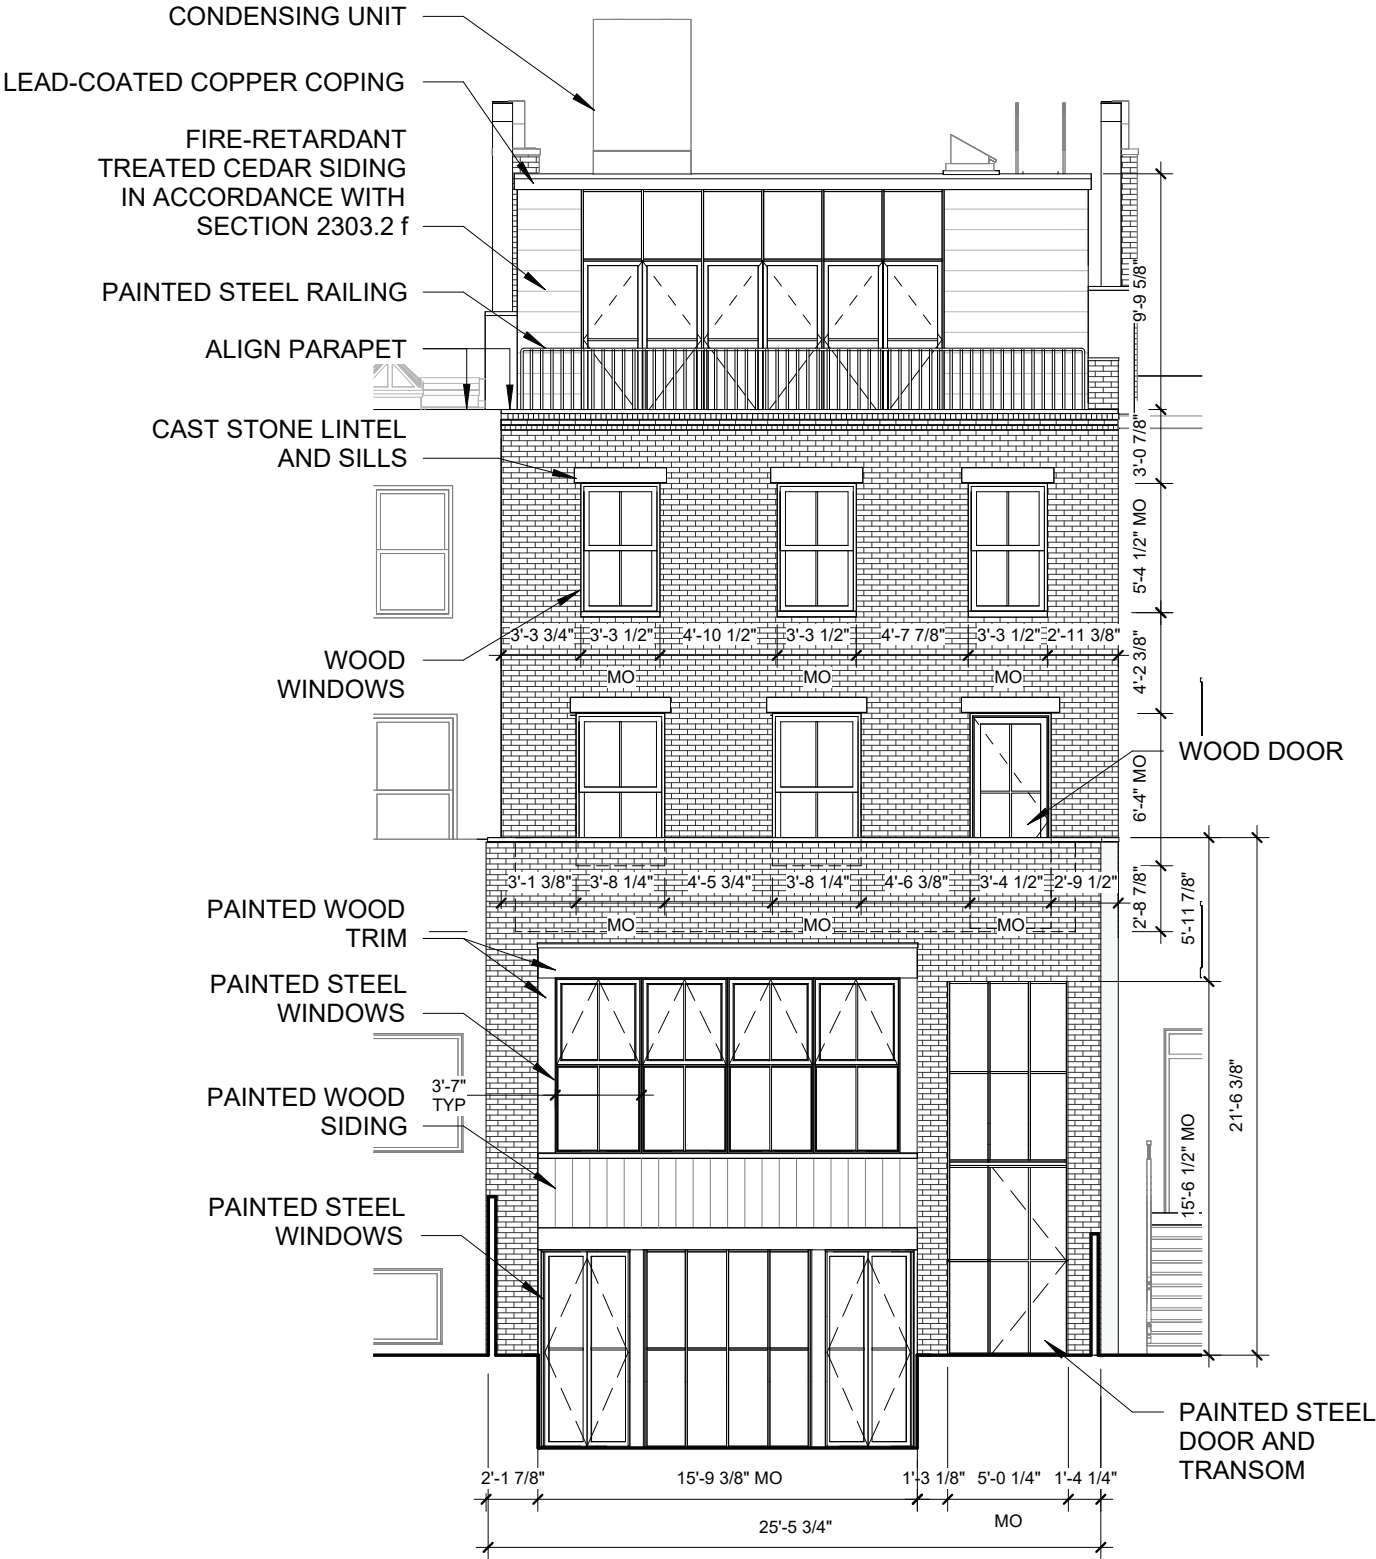 CONDENSING UNIT
LEAD-COATED COPPER COPING
FIRE-RETARDANT
TREATED CEDAR SIDING
IN ACCORDANCE WITH
SECTION 2303.2 f
PAINTED STEEL RAILING
ALIGN PARAPET
CAST STONE LINTEL
AND SILLS
WOOD
WINDOWS
PAINTED WOOD
TRIM
PAINTED STEEL
WINDOWS
3'-7"
TYP
PAINTED WOOD
SIDING
PAINTED STEEL
WINDOWS
3'-3 3/4" 3'-3 1/2" 4'-10 1/2" 3'-3 1/2" 4'-7 7/8" 3'-3 1/2" 2'-11 3/8"
MO MO MO
3'-1 3/8" 3'-8 1/4" 4'-5 3/4" 3'-8 1/4" 4'-6 3/8" 3'-4 1/2" 2'-9 1/2"
MO MO MO
9'-9 5/8"
3'-0 7/8"
5'-4 1/2" MO
4'-2 3/8"
6'-4" MO
2'-8 7/8"
5'-11 7/8"
15'-6 1/2" MO
21'-6 3/8"
WOOD DOOR
PAINTED STEEL
DOOR AND
TRANSOM
2'-1 7/8" 15'-9 3/8" MO 1'-3 1/8" 5'-0 1/4" 1'-4 1/4"
MO
25'-5 3/4"